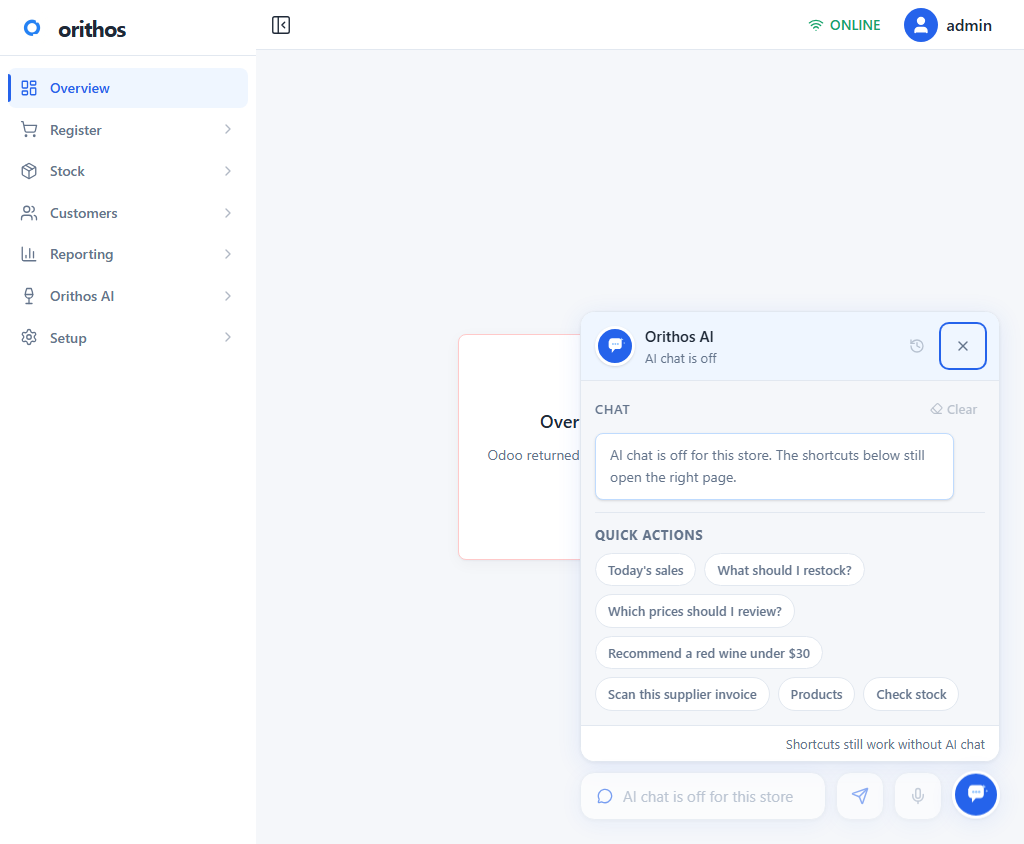 orithos
ONLINE
admin
Overview
Register
Stock
Customers
Reporting
Orithos AI
Setup
Over
Odoo returned
Orithos AI
AI chat is off
CHAT
Clear
AI chat is off for this store. The shortcuts below still
open the right page.
QUICK ACTIONS
Today's sales
What should I restock?
Which prices should I review?
Recommend a red wine under $30
Scan this supplier invoice
Products
Check stock
Shortcuts still work without AI chat
AI chat is off for this store